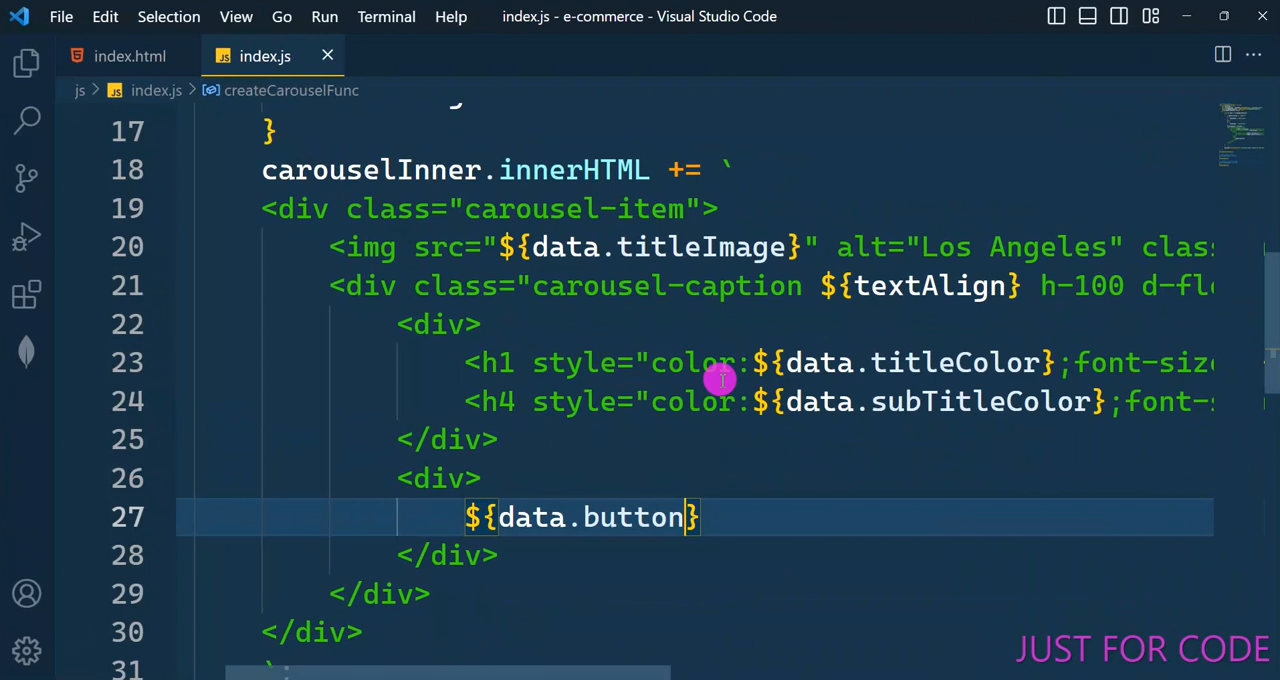 File Edit Selection View Go Run Terminal Help index.js - e-commerce - Visual Studio Code
index.html JS index.js
js > JS index.js > createCarouselFunc
17 }
18 carouselInner.innerHTML += `
19 <div class="carousel-item">
20 <img src="${data.titleImage}" alt="Los Angeles" clas
21 <div class="carousel-caption ${textAlign} h-100 d-fl
22 <div>
23 <h1 style="color:${data.titleColor};font-size
24 <h4 style="color:${data.subTitleColor};font-s
25 </div>
26 <div>
27 ${data.button}
28 </div>
29 </div>
30 </div>
31 `;
JUST FOR CODE